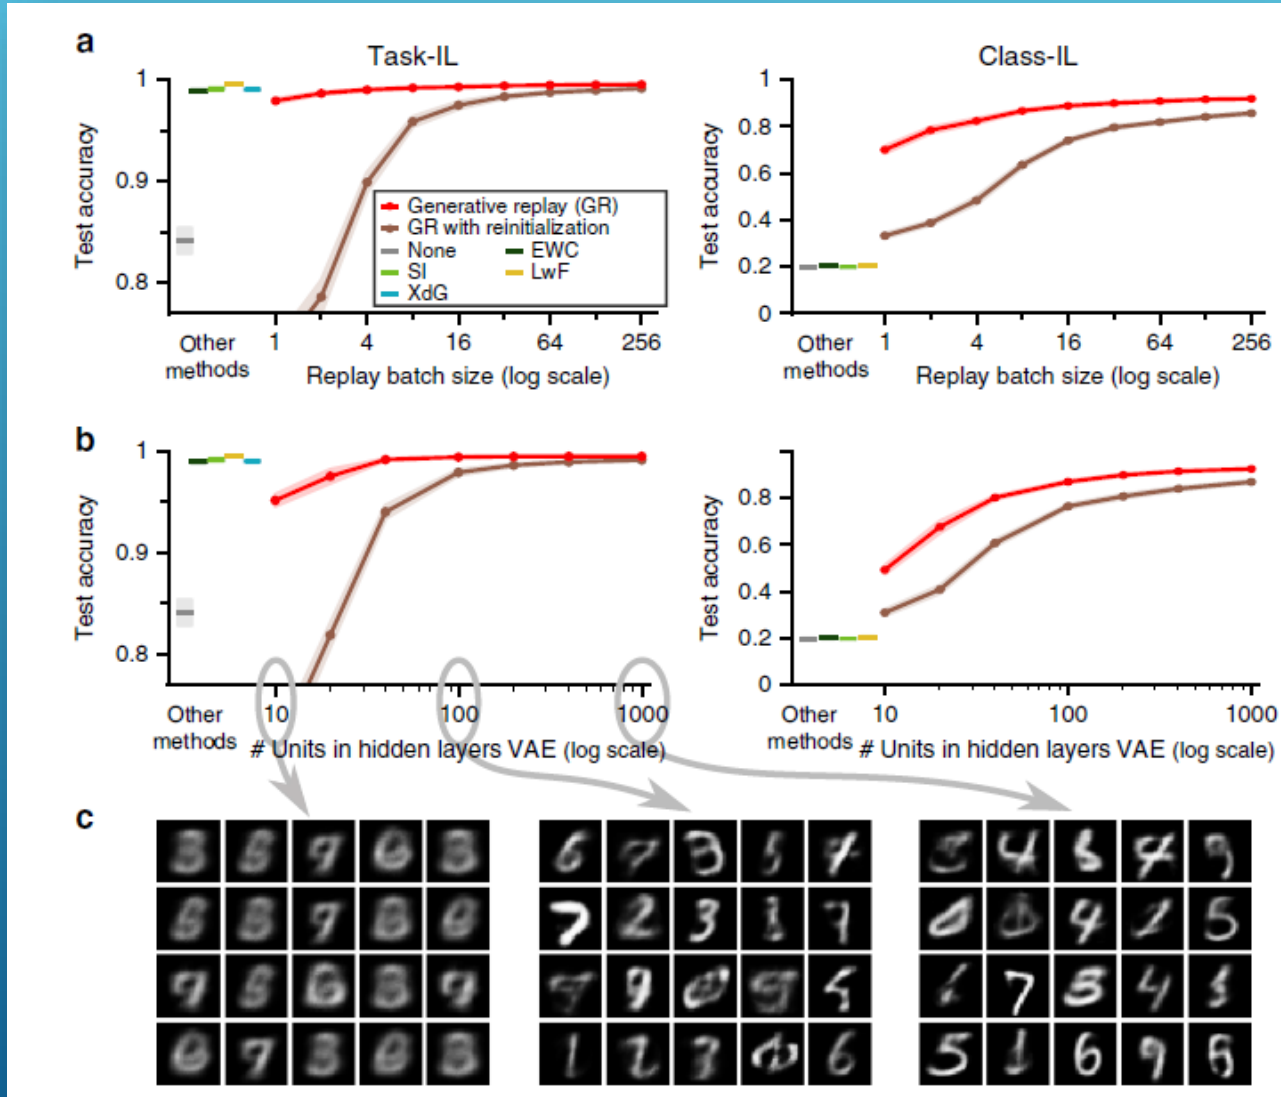 a
Task-IL
Class-IL
Test accuracy
1
0.9
0.8
Generative replay (GR)
GR with reinitialization
None
EWC
SI
LwF
XdG
Other methods
1
4
16
64
256
Replay batch size (log scale)
Test accuracy
1
0.8
0.6
0.4
0.2
0
Other methods
1
4
16
64
256
Replay batch size (log scale)
b
Test accuracy
1
0.9
0.8
Other methods
10
100
1000
# Units in hidden layers VAE (log scale)
Test accuracy
0.8
0.6
0.4
0.2
0
Other methods
10
100
1000
# Units in hidden layers VAE (log scale)
c